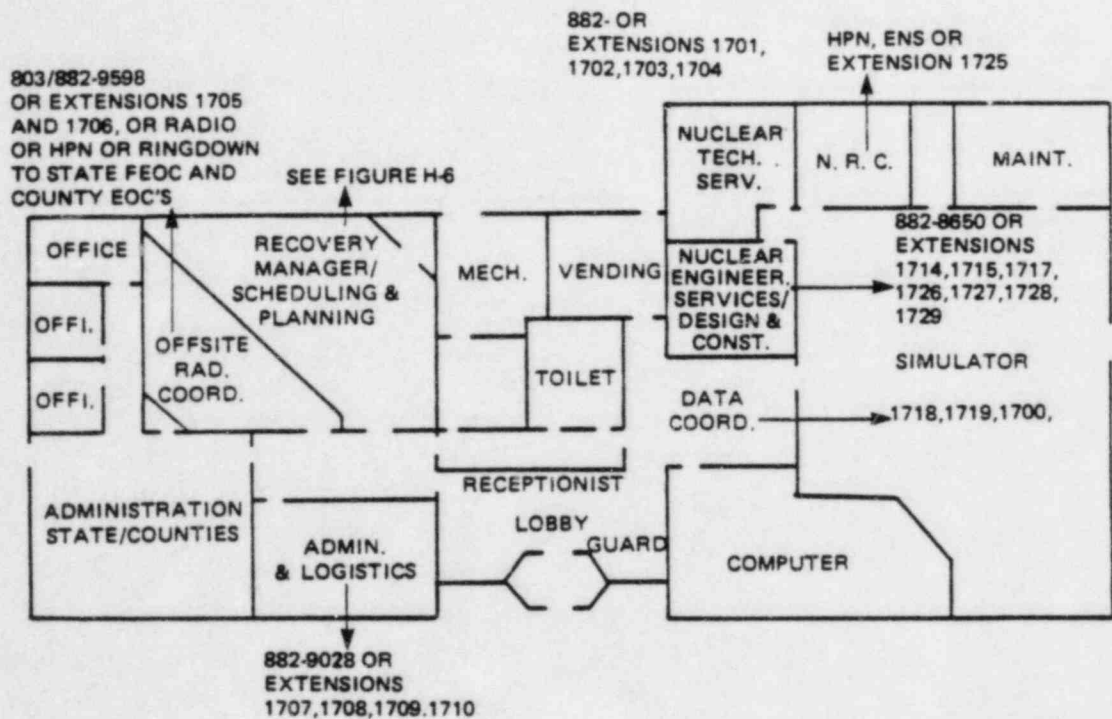 882- OR
EXTENSIONS 1701,
1702,1703,1704
HPN, ENS OR
EXTENSION 1725
803/882-9598
OR EXTENSIONS 1705
AND 1706, OR RADIO
OR HPN OR RINGDOWN
TO STATE FEOC AND
COUNTY EOC'S
SEE FIGURE H-6
NUCLEAR
TECH.
SERV.
N. R. C.
MAINT.
OFFICE
RECOVERY
MANAGER/
SCHEDULING &
PLANNING
MECH.
VENDING
NUCLEAR
ENGINEER.
SERVICES/
DESIGN &
CONST.
882-8650 OR
EXTENSIONS
1714,1715,1717,
1726,1727,1728,
1729
OFFI.
OFFSITE
RAD.
COORD.
OFFI.
TOILET
SIMULATOR
DATA
COORD.
1718,1719,1700,
RECEPTIONIST
ADMINISTRATION
STATE/COUNTIES
ADMIN.
& LOGISTICS
LOBBY
GUARD
COMPUTER
882-9028 OR
EXTENSIONS
1707,1708,1709.1710